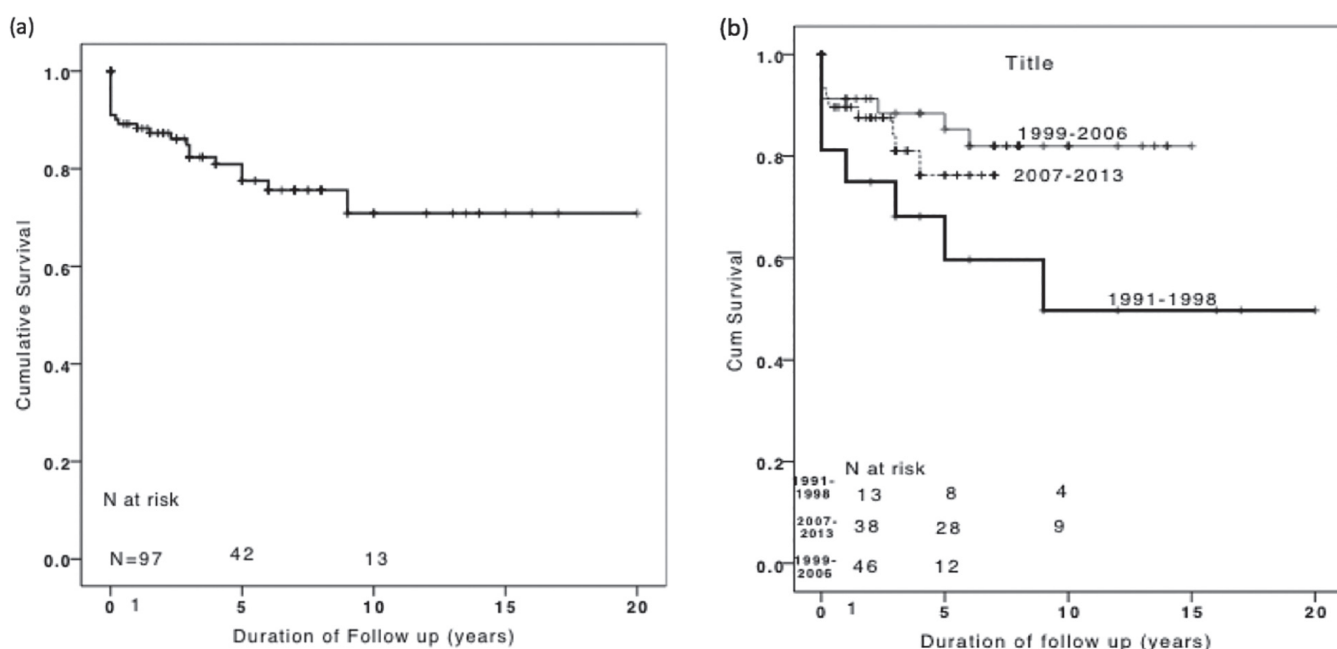 (a)
1.0
0.8
0.6
0.4
0.2
0.0
Cumulative Survival
N at risk
N=97 42 13
0 1 5 10 15 20
Duration of Follow up (years)
(b)
Title
1.0
0.8
0.6
0.4
0.2
0.0
Cum Survival
1999-2006
2007-2013
1991-1998
N at risk
1991-
1998 13 8 4
2007-
2013 38 28 9
1999-
2006 46 12
0 1 5 10 15 20
Duration of follow up (years)